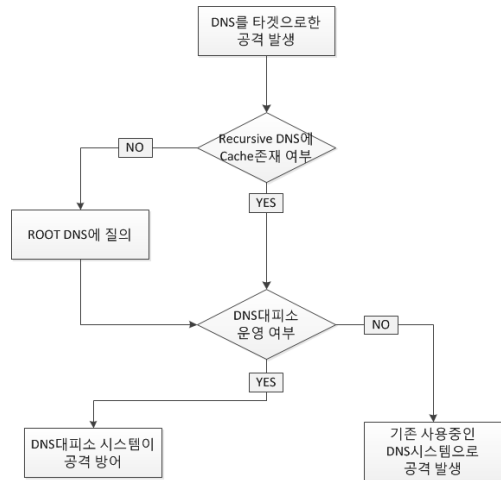 DNS를 타겟으로한
공격 발생
Recursive DNS에
Cache존재 여부
NO
YES
ROOT DNS에 질의
DNS대피소
운영 여부
NO
YES
DNS대피소 시스템이
공격 방어
기존 사용중인
DNS시스템으로
공격 발생